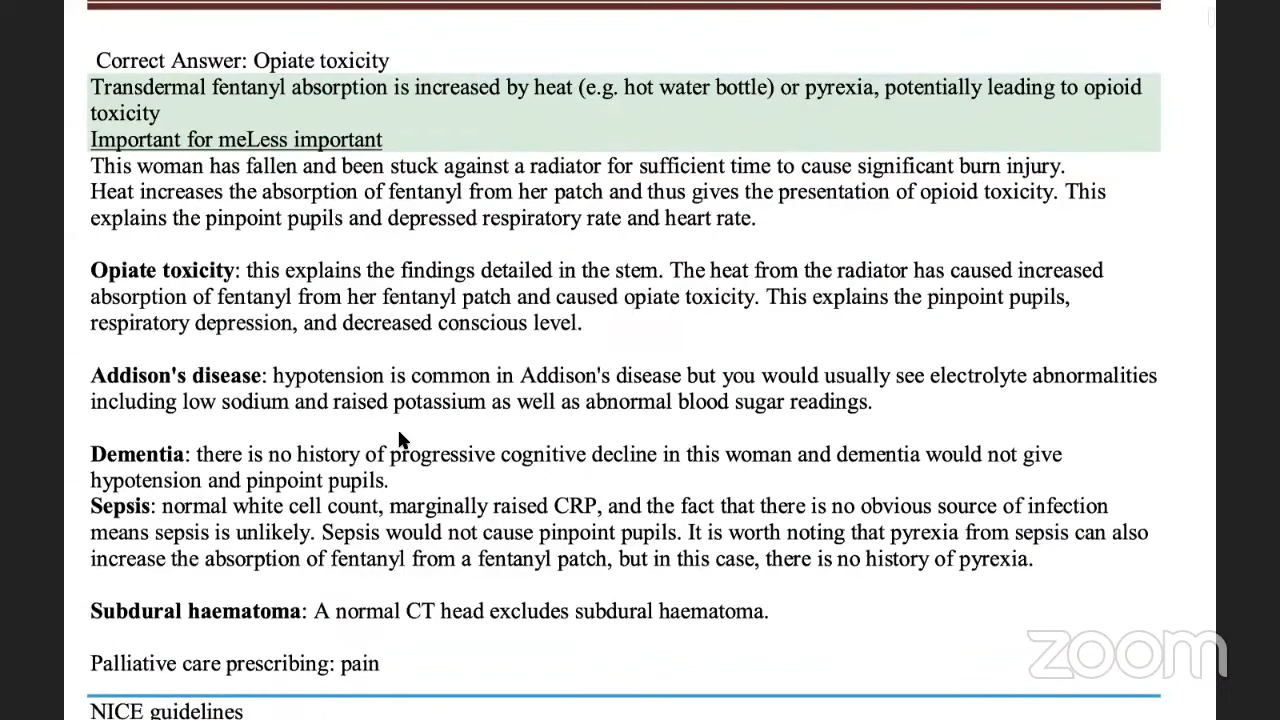 Correct Answer: Opiate toxicity
Transdermal fentanyl absorption is increased by heat (e.g. hot water bottle) or pyrexia, potentially leading to opioid
toxicity
Important for meLess important
This woman has fallen and been stuck against a radiator for sufficient time to cause significant burn injury.
Heat increases the absorption of fentanyl from her patch and thus gives the presentation of opioid toxicity. This
explains the pinpoint pupils and depressed respiratory rate and heart rate.
Opiate toxicity: this explains the findings detailed in the stem. The heat from the radiator has caused increased
absorption of fentanyl from her fentanyl patch and caused opiate toxicity. This explains the pinpoint pupils,
respiratory depression, and decreased conscious level.
Addison's disease: hypotension is common in Addison's disease but you would usually see electrolyte abnormalities
including low sodium and raised potassium as well as abnormal blood sugar readings.
Dementia: there is no history of progressive cognitive decline in this woman and dementia would not give
hypotension and pinpoint pupils.
Sepsis: normal white cell count, marginally raised CRP, and the fact that there is no obvious source of infection
means sepsis is unlikely. Sepsis would not cause pinpoint pupils. It is worth noting that pyrexia from sepsis can also
increase the absorption of fentanyl from a fentanyl patch, but in this case, there is no history of pyrexia.
Subdural haematoma: A normal CT head excludes subdural haematoma.
zoom
Palliative care prescribing: pain
NICE guidelines